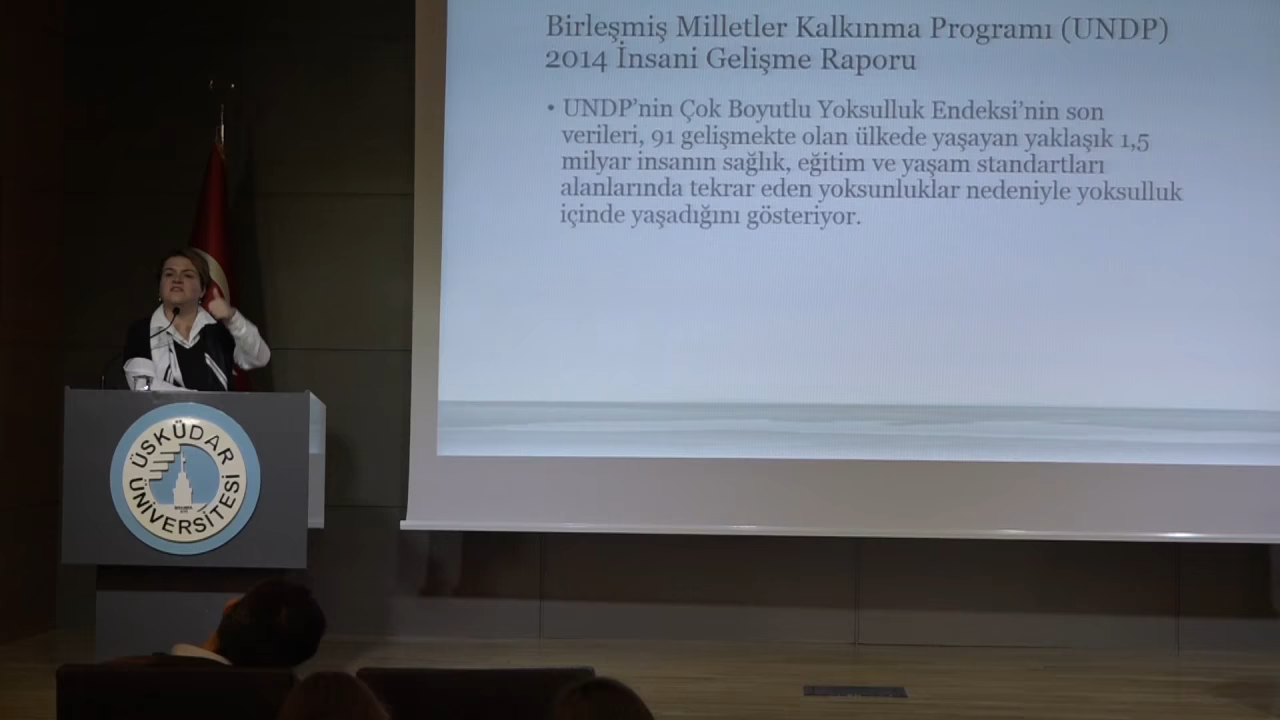 Birleşmiş Milletler Kalkınma Programı (UNDP)
2014 İnsani Gelişme Raporu
• UNDP’nin Çok Boyutlu Yoksulluk Endeksi’nin son
verileri, 91 gelişmekte olan ülkede yaşayan yaklaşık 1,5
milyar insanın sağlık, eğitim ve yaşam standartları
alanlarında tekrar eden yoksunluklar nedeniyle yoksulluk
içinde yaşadığını gösteriyor.
ÜSKÜDAR
ÜNİVERSİTESİ